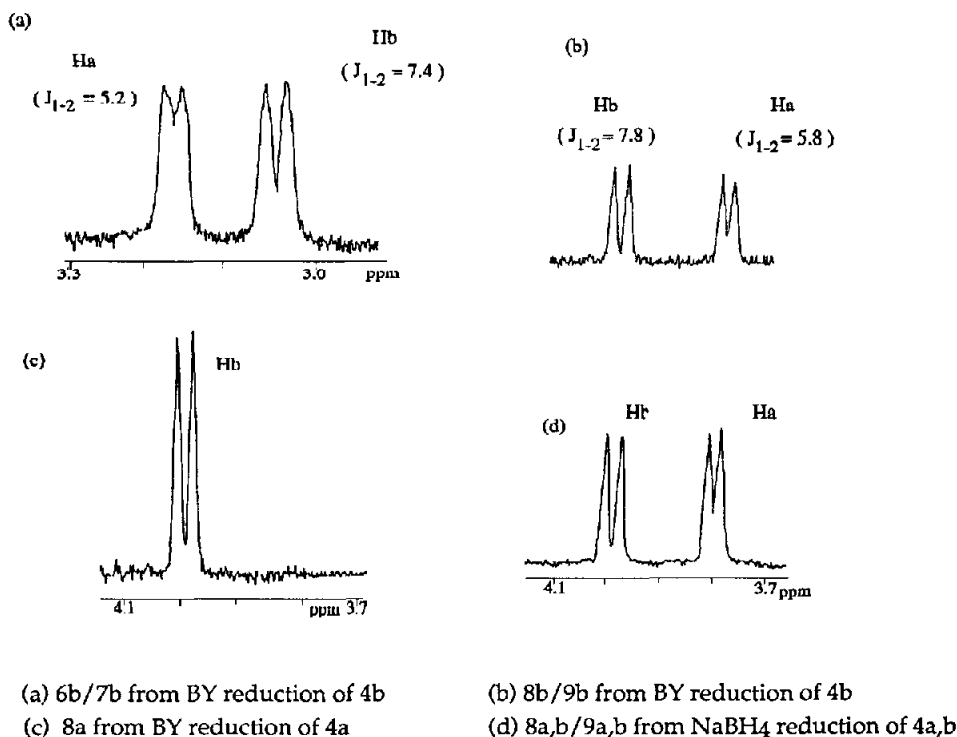 (a)
Ha
( J1-2 = 5.2 )
Hb
( J1-2 = 7.4 )
3.3
3.0
ppm
(b)
Hb
( J1-2 = 7.8 )
Ha
( J1-2 = 5.8 )
(c)
Hb
4.1
ppm 3.7
(d)
Hb
Ha
4.1
3.7 ppm
(a) 6b/7b from BY reduction of 4b
(b) 8b/9b from BY reduction of 4b
(c) 8a from BY reduction of 4a
(d) 8a,b/9a,b from NaBH4 reduction of 4a,b